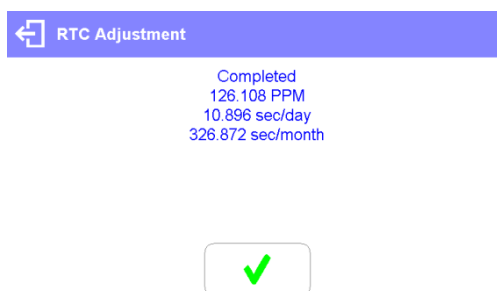 RTC Adjustment
Completed
126.108 PPM
10.896 sec/day
326.872 sec/month